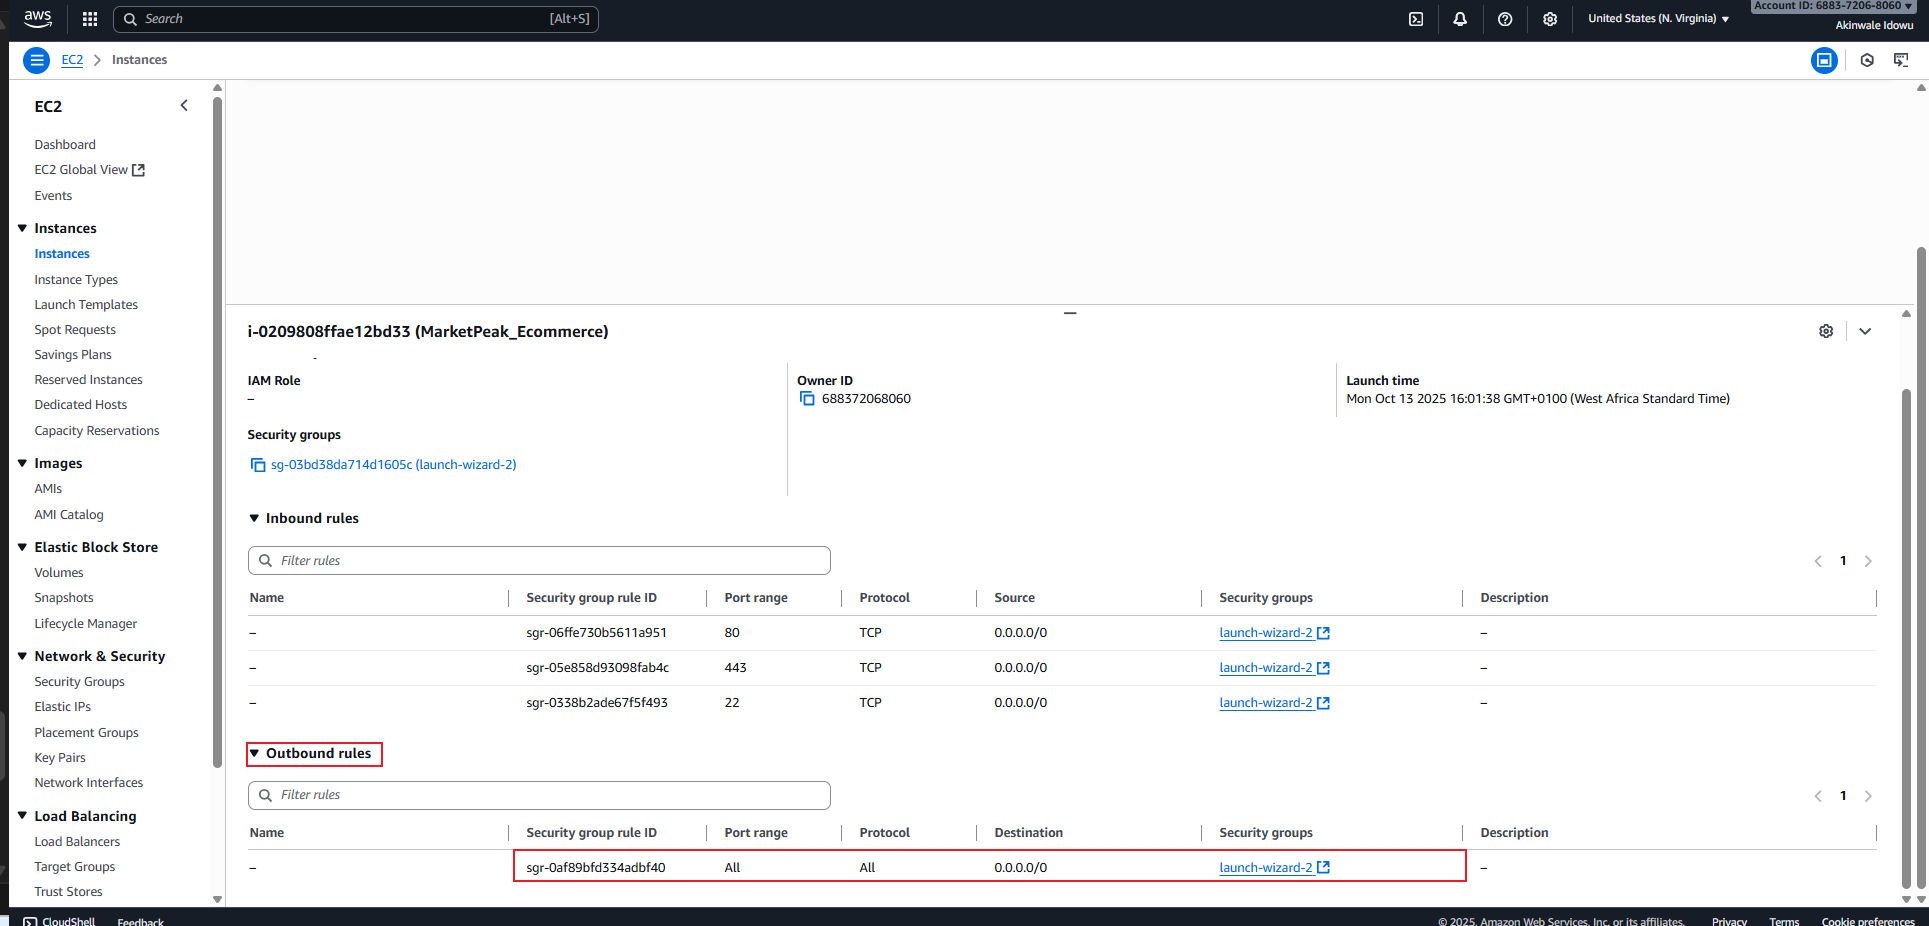 aws
Search [Alt+S]
United States (N. Virginia)
Account ID: 6883-7206-8060
Akinwale Idowu
EC2 Instances
EC2
Dashboard
EC2 Global View
Events
Instances
Instances
Instance Types
Launch Templates
Spot Requests
Savings Plans
Reserved Instances
Dedicated Hosts
Capacity Reservations
Images
AMIs
AMI Catalog
Elastic Block Store
Volumes
Snapshots
Lifecycle Manager
Network & Security
Security Groups
Elastic IPs
Placement Groups
Key Pairs
Network Interfaces
Load Balancing
Load Balancers
Target Groups
Trust Stores
i-0209808ffae12bd33 (MarketPeak_Ecommerce)
IAM Role
–
Owner ID
688372068060
Launch time
Mon Oct 13 2025 16:01:38 GMT+0100 (West Africa Standard Time)
Security groups
sg-03bd38da714d1605c (launch-wizard-2)
Inbound rules
Filter rules
1
Name Security group rule ID Port range Protocol Source Security groups Description
– sgr-06ffe730b5611a951 80 TCP 0.0.0.0/0 launch-wizard-2 –
– sgr-05e858d93098fab4c 443 TCP 0.0.0.0/0 launch-wizard-2 –
– sgr-0338b2ade67f5f493 22 TCP 0.0.0.0/0 launch-wizard-2 –
Outbound rules
Filter rules
1
Name Security group rule ID Port range Protocol Destination Security groups Description
– sgr-0af89bfd334adbf40 All All 0.0.0.0/0 launch-wizard-2 –
CloudShell Feedback
© 2025, Amazon Web Services, Inc. or its affiliates. Privacy Terms Cookie preferences